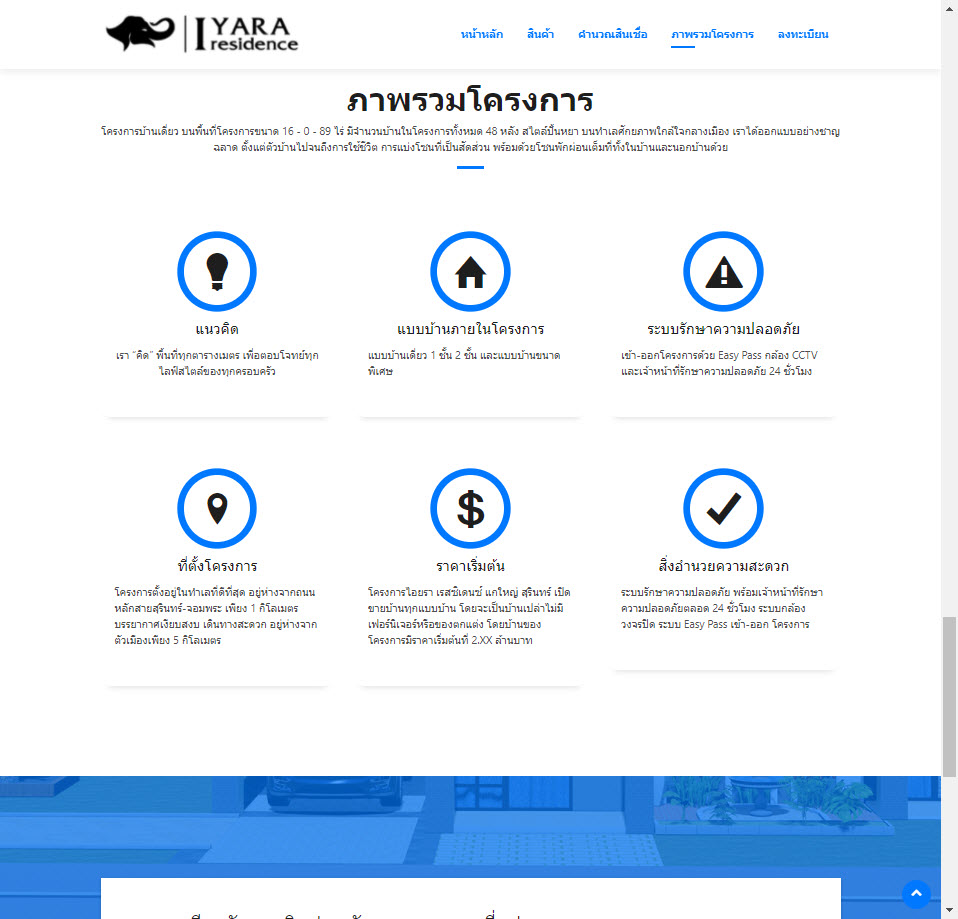 IYARA
residence
หน้าหลัก สินค้า คำนวณสินเชื่อ ภาพรวมโครงการ ลงทะเบียน
ภาพรวมโครงการ
โครงการบ้านเดี่ยว บนพื้นที่โครงการขนาด 16 - 0 - 89 ไร่ มีจำนวนบ้านในโครงการทั้งหมด 48 หลัง สไตล์ปั้นหยา บนทำเลศักยภาพใกล้ใจกลางเมือง เราได้ออกแบบอย่างชาญ
ฉลาด ตั้งแต่ตัวบ้านไปจนถึงการใช้ชีวิต การแบ่งโซนที่เป็นสัดส่วน พร้อมด้วยโซนพักผ่อนเต็มที่ทั้งในบ้านและนอกบ้านด้วย
แนวคิด
เรา “คิด” พื้นที่ทุกตารางเมตร เพื่อตอบโจทย์ทุก
ไลฟ์สไตล์ของทุกครอบครัว
แบบบ้านภายในโครงการ
แบบบ้านเดี่ยว 1 ชั้น 2 ชั้น และแบบบ้านขนาด
พิเศษ
ระบบรักษาความปลอดภัย
เข้า-ออกโครงการด้วย Easy Pass กล้อง CCTV
และเจ้าหน้าที่รักษาความปลอดภัย 24 ชั่วโมง
ที่ตั้งโครงการ
โครงการตั้งอยู่ในทำเลที่ดีที่สุด อยู่ห่างจากถนน
หลักสายสุรินทร์-จอมพระ เพียง 1 กิโลเมตร
บรรยากาศเงียบสงบ เดินทางสะดวก อยู่ห่างจาก
ตัวเมืองเพียง 5 กิโลเมตร
ราคาเริ่มต้น
โครงการไอยรา เรสซิเดนซ์ แกใหญ่ สุรินทร์ เปิด
ขายบ้านทุกแบบบ้าน โดยจะเป็นบ้านเปล่าไม่มี
เฟอร์นิเจอร์หรือของตกแต่ง โดยบ้านของ
โครงการมีราคาเริ่มต้นที่ 2.XX ล้านบาท
สิ่งอำนวยความสะดวก
ระบบรักษาความปลอดภัย พร้อมเจ้าหน้าที่รักษา
ความปลอดภัยตลอด 24 ชั่วโมง ระบบกล้อง
วงจรปิด ระบบ Easy Pass เข้า-ออก โครงการ